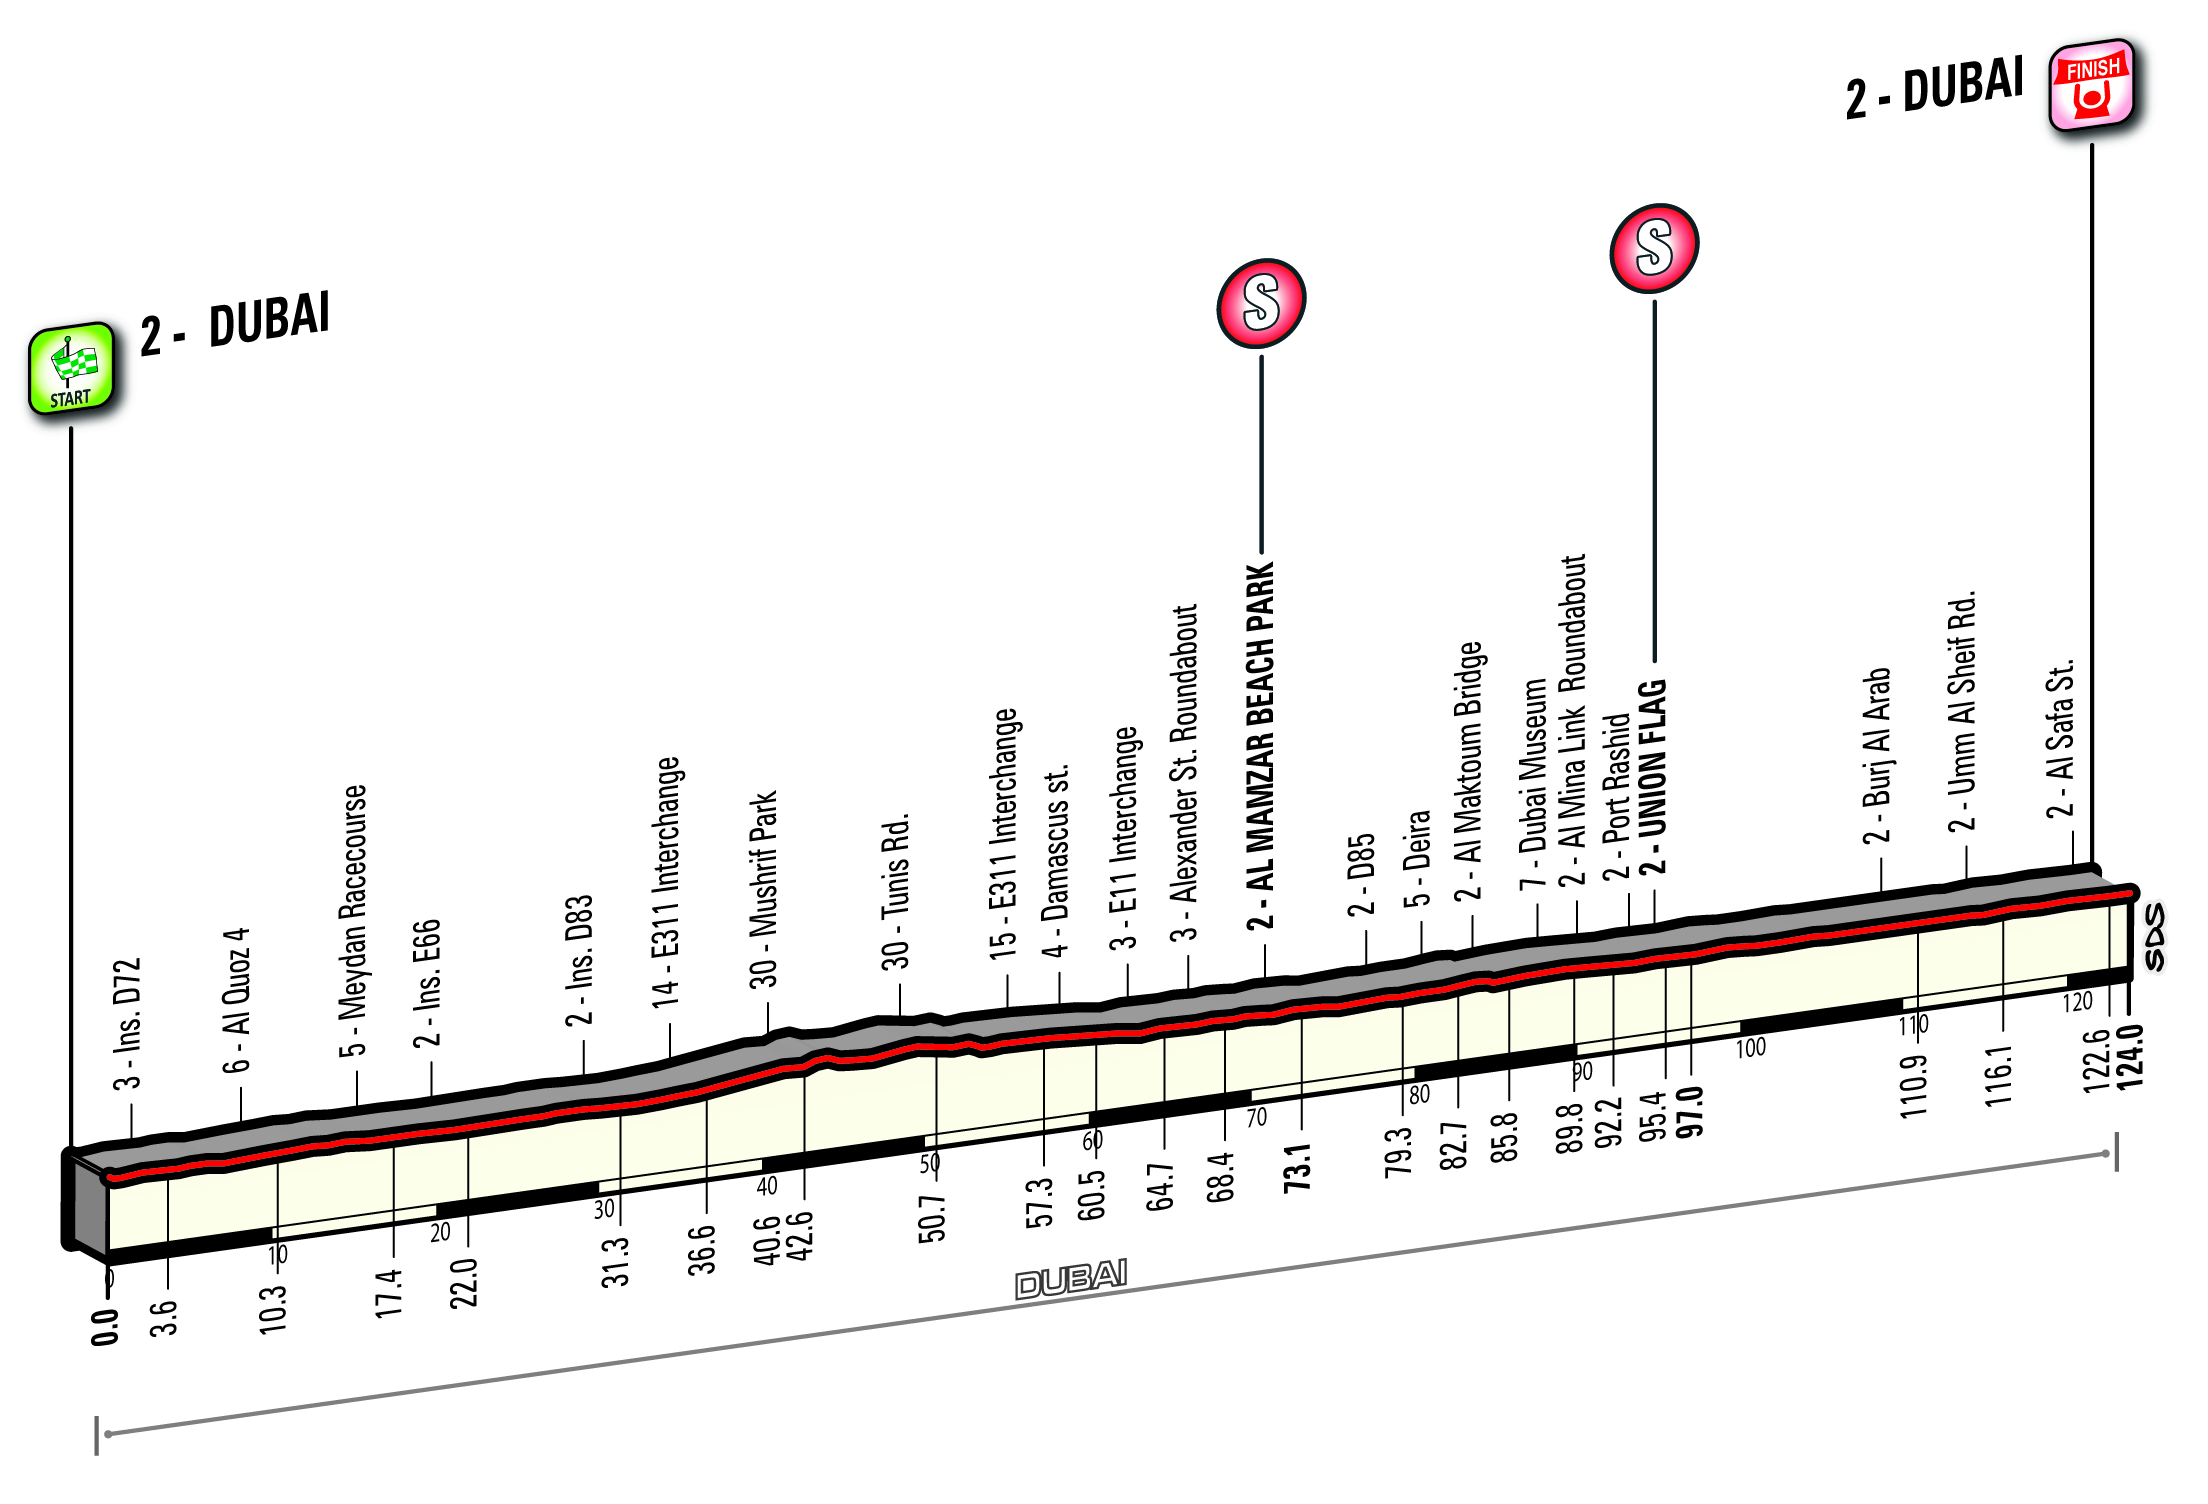 2 - DUBAI
FINISH
S
S
2 - DUBAI
START
3 - Ins. D72
6 - Al Quoz 4
5 - Meydan Racecourse
2 - Ins. E66
2 - Ins. D83
14 - E311 Interchange
30 - Mushrif Park
30 - Tunis Rd.
15 - E311 Interchange
4 - Damascus st.
3 - E11 Interchange
3 - Alexander St. Roundabout
2 - AL MAMZAR BEACH PARK
2 - D85
5 - Deira
2 - Al Maktoum Bridge
7 - Dubai Museum
2 - Al Mina Link Roundabout
2 - Port Rashid
2 - UNION FLAG
2 - Burj Al Arab
2 - Umm Al Sheif Rd.
2 - Al Safa St.
SDS
0
10
20
30
40
50
60
70
80
90
100
110
120
0.0
3.6
10.3
17.4
22.0
31.3
36.6
40.6
42.6
50.7
57.3
60.5
64.7
68.4
73.1
79.3
82.7
85.8
89.8
92.2
95.4
97.0
110.9
116.1
122.6
124.0
DUBAI